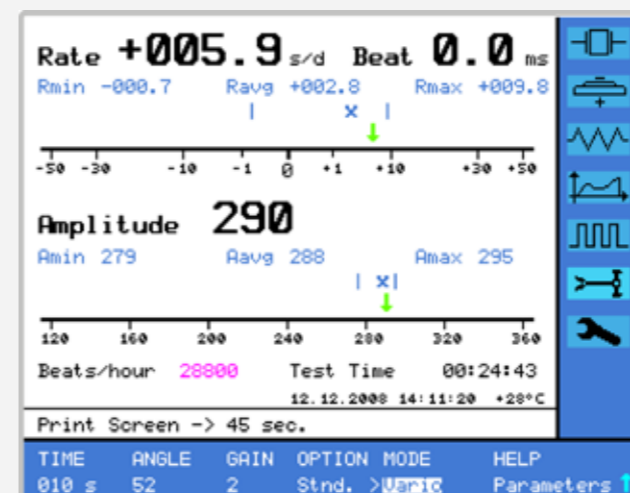 Rate +005.9 s/d Beat 0.0 ms
Rmin -000.7 Ravg +002.8 Rmax +009.8
-50 -30 -10 -1 0 +1 +10 +30 +50
Amplitude 290
Amin 279 Aavg 288 Amax 295
120 160 200 240 280 320 360
Beats/hour 28800 Test Time 00:24:43
12.12.2008 14:11:20 +28°C
Print Screen -> 45 sec.
TIME ANGLE GAIN OPTION MODE HELP
010 s 52 2 Stnd. >Vario Parameters